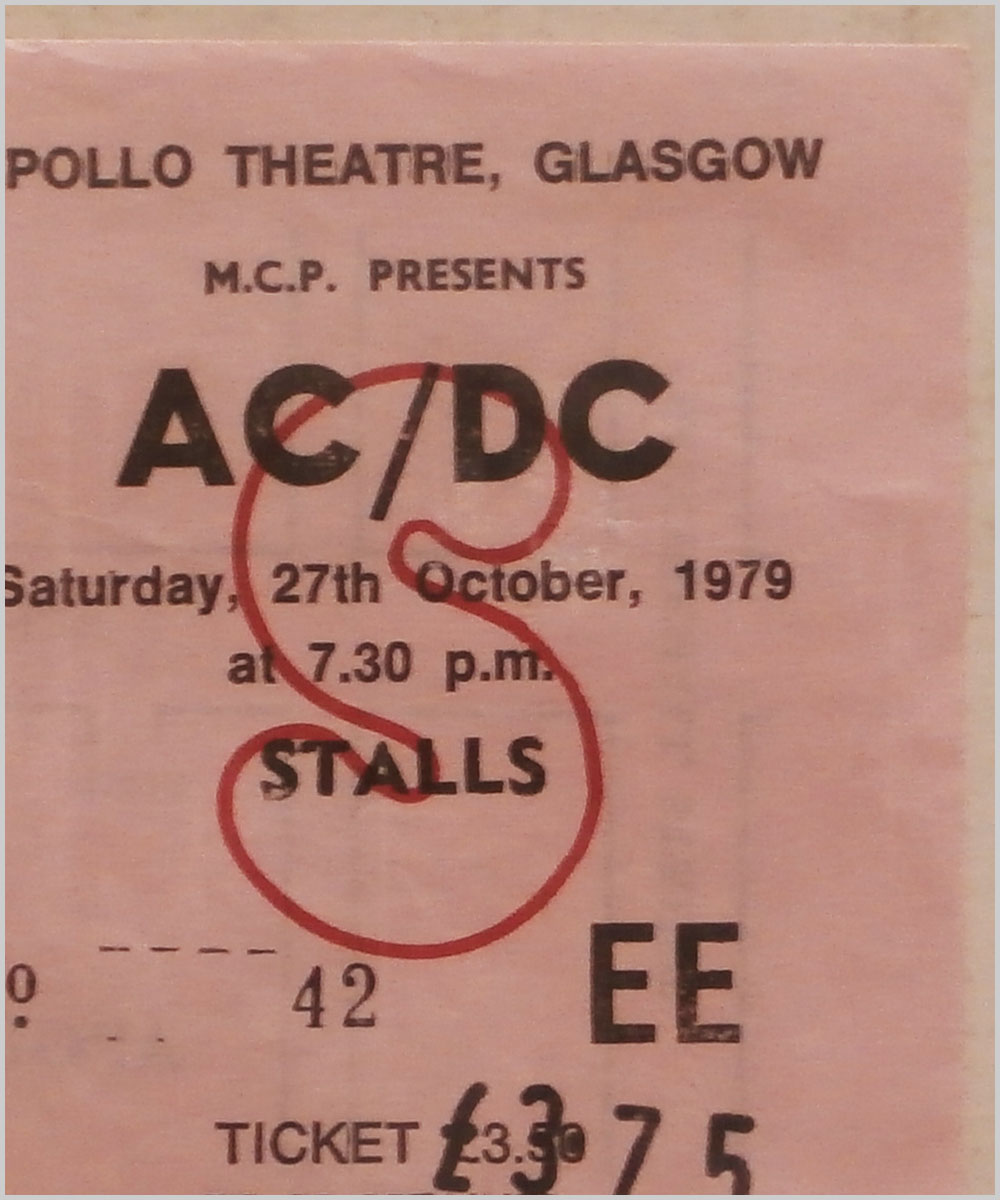 POLLO THEATRE, GLASGOW
M.C.P. PRESENTS
AC/DC
S
Saturday, 27th October, 1979
at 7.30 p.m.
STALLS
o. 42 EE
TICKET £3.50 £3 75